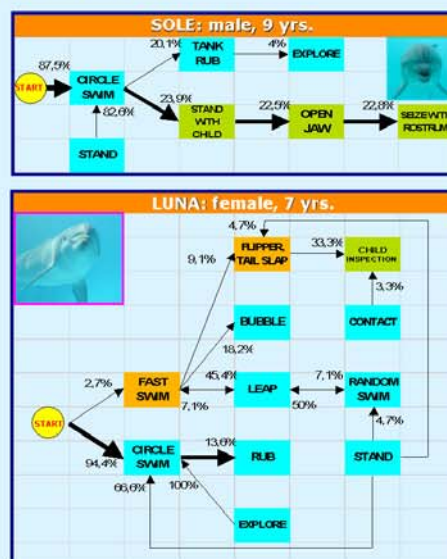 SOLE: male, 9 yrs.
20,1%
TANK
RUB
4%
EXPLORE
87,5%
START
CIRCLE
SWIM
23,9%
82,6%
STAND
WITH
CHILD
22,5%
OPEN
JAW
22,8%
SEIZE WITH
ROSTRUM
STAND
LUNA: female, 7 yrs.
4,7%
FLIPPER,
TAIL SLAP
33,3%
CHILD
INSPECTION
9,1%
3,3%
BUBBLE
CONTACT
18,2%
2,7%
FAST
SWIM
45,4%
7,1%
LEAP
7,1%
50%
RANDOM
SWIM
START
94,4%
CIRCLE
SWIM
13,6%
RUB
4,7%
STAND
66,6%
100%
EXPLORE